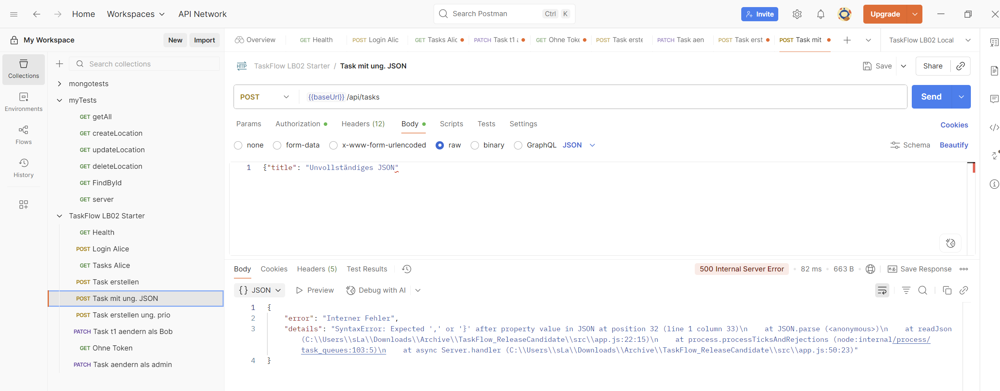 Home Workspaces API Network Search Postman Ctrl K Invite Upgrade
My Workspace New Import Overview GET Health POST Login Alic GET Tasks Alic PATCH Task t1 GET Ohne Toke POST Task erste PATCH Task aen POST Task erst POST Task mit TaskFlow LB02 Local
Collections
Environments
Flows
History
Search collections
mongotests
myTests
GET getAll
GET createLocation
GET updateLocation
GET deleteLocation
GET FindById
GET server
TaskFlow LB02 Starter
GET Health
POST Login Alice
GET Tasks Alice
POST Task erstellen
POST Task mit ung. JSON
POST Task erstellen ung. prio
PATCH Task t1 aendern als Bob
GET Ohne Token
PATCH Task aendern als admin
HTTP TaskFlow LB02 Starter / Task mit ung. JSON Save Share
POST {{baseUrl}} /api/tasks Send
Params Authorization Headers (12) Body Scripts Tests Settings Cookies
none form-data x-www-form-urlencoded raw binary GraphQL JSON Schema Beautify
1 {"title": "Unvollständiges JSON"
Body Cookies Headers (5) Test Results 500 Internal Server Error 82 ms 663 B e.g. Save Response
{} JSON Preview Debug with AI
1 {
2 "error": "Interner Fehler",
3 "details": "SyntaxError: Expected ',' or '}' after property value in JSON at position 32 (line 1 column 33)\n    at JSON.parse (<anonymous>)\n    at readJson
(C:\\Users\\sLa\\Downloads\\Archive\\TaskFlow_ReleaseCandidate\\src\\app.js:22:15)\n    at process.processTicksAndRejections (node:internal/process/
task_queues:103:5)\n    at async Server.handler (C:\\Users\\sLa\\Downloads\\Archive\\TaskFlow_ReleaseCandidate\\src\\app.js:50:23)"
4 }